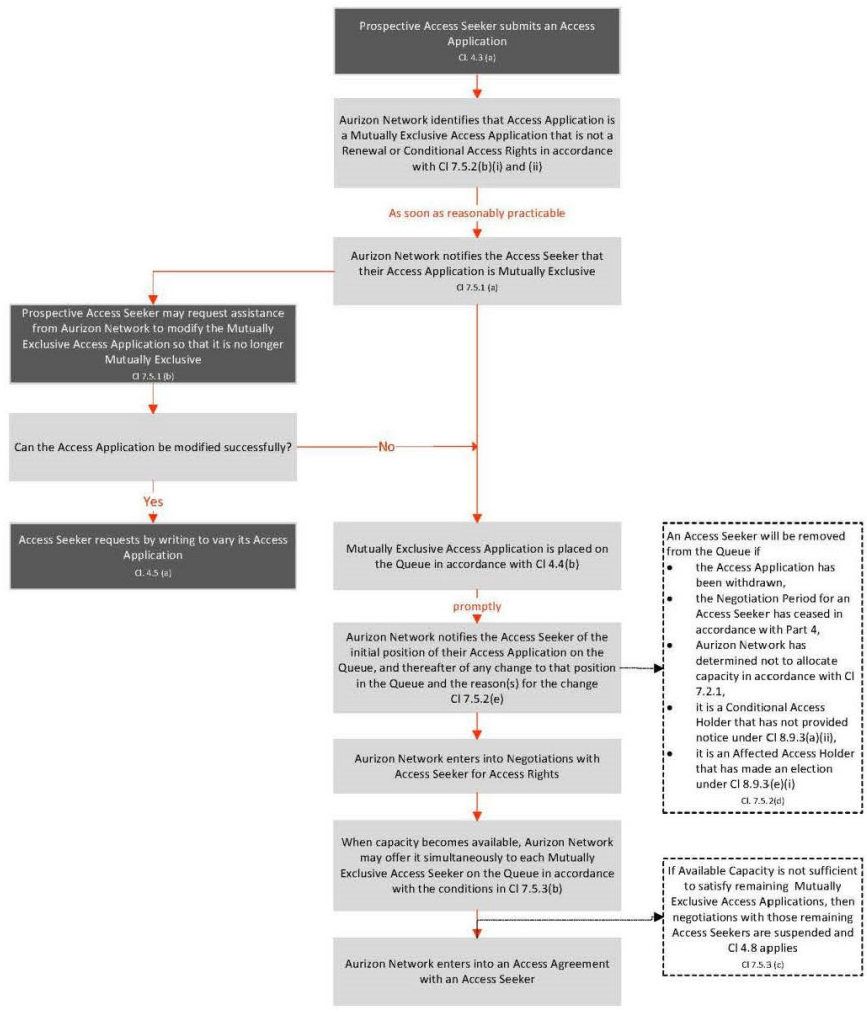 Prospective Access Seeker submits an Access
Application
Cl. 4.3 (a)
Aurizon Network identifies that Access Application is
a Mutually Exclusive Access Application that is not a
Renewal or Conditional Access Rights in accordance
with Cl 7.5.2(b)(i) and (ii)
As soon as reasonably practicable
Aurizon Network notifies the Access Seeker that
their Access Application is Mutually Exclusive
Cl 7.5.1 (a)
Prospective Access Seeker may request assistance
from Aurizon Network to modify the Mutually
Exclusive Access Application so that it is no longer
Mutually Exclusive
Cl 7.5.1 (b)
Can the Access Application be modified successfully?
No
Yes
Access Seeker requests by writing to vary its Access
Application
Cl. 4.5 (a)
Mutually Exclusive Access Application is placed on
the Queue in accordance with Cl 4.4(b)
promptly
Aurizon Network notifies the Access Seeker of the
initial position of their Access Application on the
Queue, and thereafter of any change to that position
in the Queue and the reason(s) for the change
Cl 7.5.2(e)
An Access Seeker will be removed
from the Queue if
• the Access Application has
been withdrawn,
• the Negotiation Period for an
Access Seeker has ceased in
accordance with Part 4,
• Aurizon Network has
determined not to allocate
capacity in accordance with Cl
7.2.1,
• it is a Conditional Access
Holder that has not provided
notice under Cl 8.9.3(a)(ii),
• it is an Affected Access Holder
that has made an election
under Cl 8.9.3(e)(i)
Cl. 7.5.2(d)
Aurizon Network enters into Negotiations with
Access Seeker for Access Rights
When capacity becomes available, Aurizon Network
may offer it simultaneously to each Mutually
Exclusive Access Seeker on the Queue in accordance
with the conditions in Cl 7.5.3(b)
If Available Capacity is not sufficient
to satisfy remaining Mutually
Exclusive Access Applications, then
negotiations with those remaining
Access Seekers are suspended and
Cl 4.8 applies
Cl 7.5.3 (c)
Aurizon Network enters into an Access Agreement
with an Access Seeker